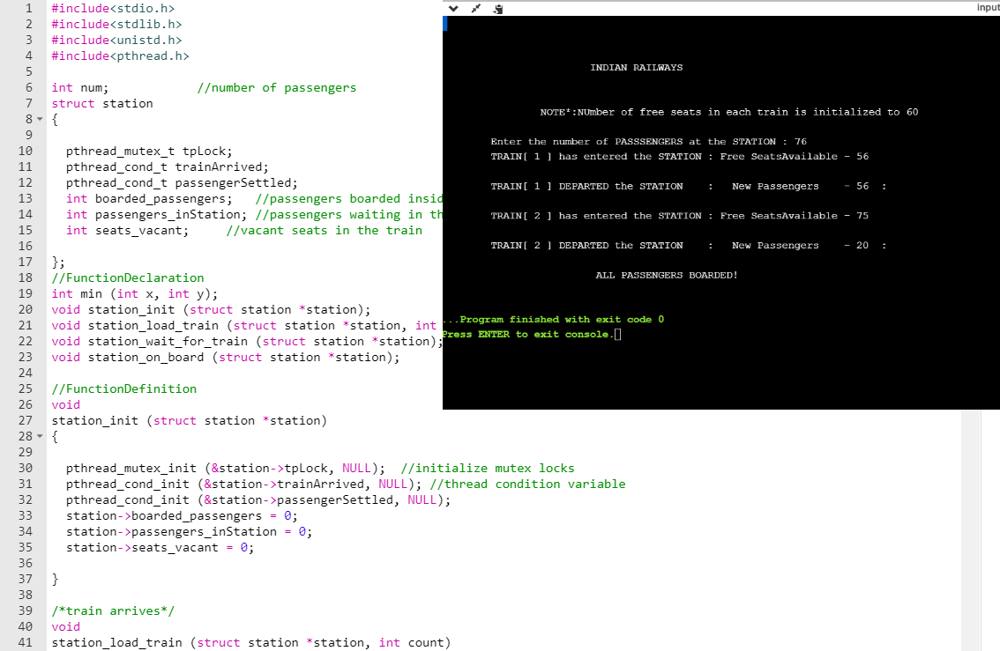 1 #include<stdio.h>
2 #include<stdlib.h>
3 #include<unistd.h>
4 #include<pthread.h>
5
6 int num; //number of passengers
7 struct station
8 {
9
10 pthread_mutex_t tpLock;
11 pthread_cond_t trainArrived;
12 pthread_cond_t passengerSettled;
13 int boarded_passengers; //passengers boarded insid
14 int passengers_inStation; //passengers waiting in th
15 int seats_vacant; //vacant seats in the train
16
17 };
18 //FunctionDeclaration
19 int min (int x, int y);
20 void station_init (struct station *station);
21 void station_load_train (struct station *station, int
22 void station_wait_for_train (struct station *station);
23 void station_on_board (struct station *station);
24
25 //FunctionDefinition
26 void
27 station_init (struct station *station)
28 {
29
30 pthread_mutex_init (&station->tpLock, NULL); //initialize mutex locks
31 pthread_cond_init (&station->trainArrived, NULL); //thread condition variable
32 pthread_cond_init (&station->passengerSettled, NULL);
33 station->boarded_passengers = 0;
34 station->passengers_inStation = 0;
35 station->seats_vacant = 0;
36
37 }
38
39 /*train arrives*/
40 void
41 station_load_train (struct station *station, int count)
input
INDIAN RAILWAYS
NOTE*:NUmber of free seats in each train is initialized to 60
Enter the number of PASSSENGERS at the STATION : 76
TRAIN[ 1 ] has entered the STATION : Free SeatsAvailable - 56
TRAIN[ 1 ] DEPARTED the STATION : New Passengers - 56 :
TRAIN[ 2 ] has entered the STATION : Free SeatsAvailable - 75
TRAIN[ 2 ] DEPARTED the STATION : New Passengers - 20 :
ALL PASSENGERS BOARDED!
...Program finished with exit code 0
Press ENTER to exit console.